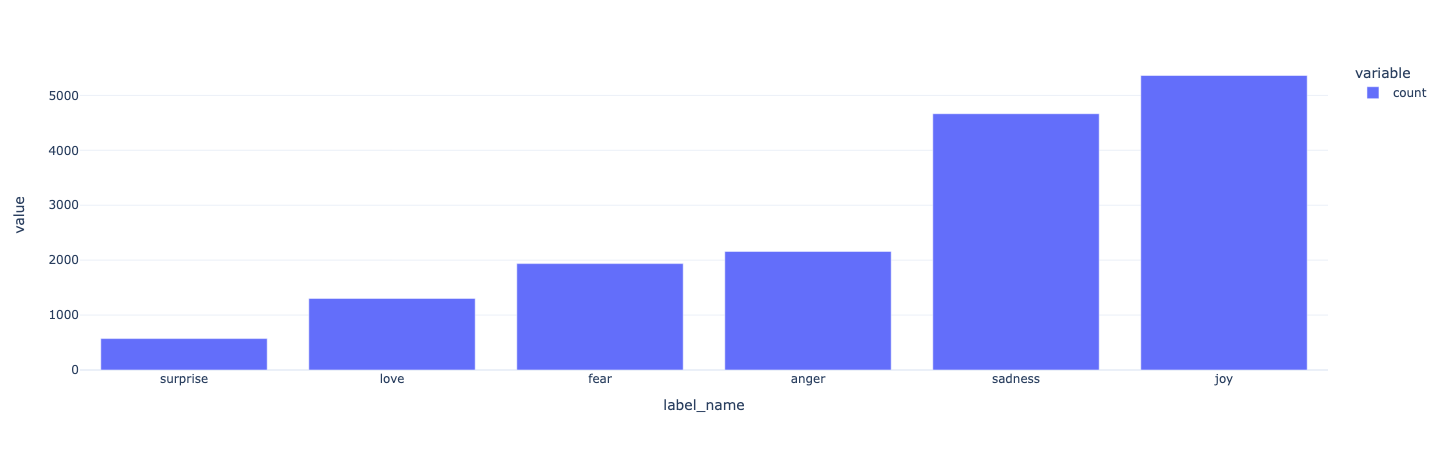 variable
count
5000
4000
3000
2000
1000
0
value
surprise
love
fear
anger
sadness
joy
label_name